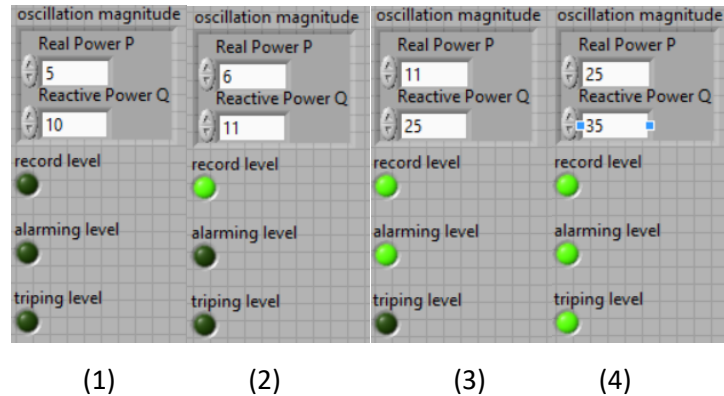 oscillation magnitude
Real Power P
5
Reactive Power Q
10
record level
alarming level
triping level
(1)
oscillation magnitude
Real Power P
6
Reactive Power Q
11
record level
alarming level
triping level
(2)
oscillation magnitude
Real Power P
11
Reactive Power Q
25
record level
alarming level
triping level
(3)
oscillation magnitude
Real Power P
25
Reactive Power Q
35
record level
alarming level
triping level
(4)